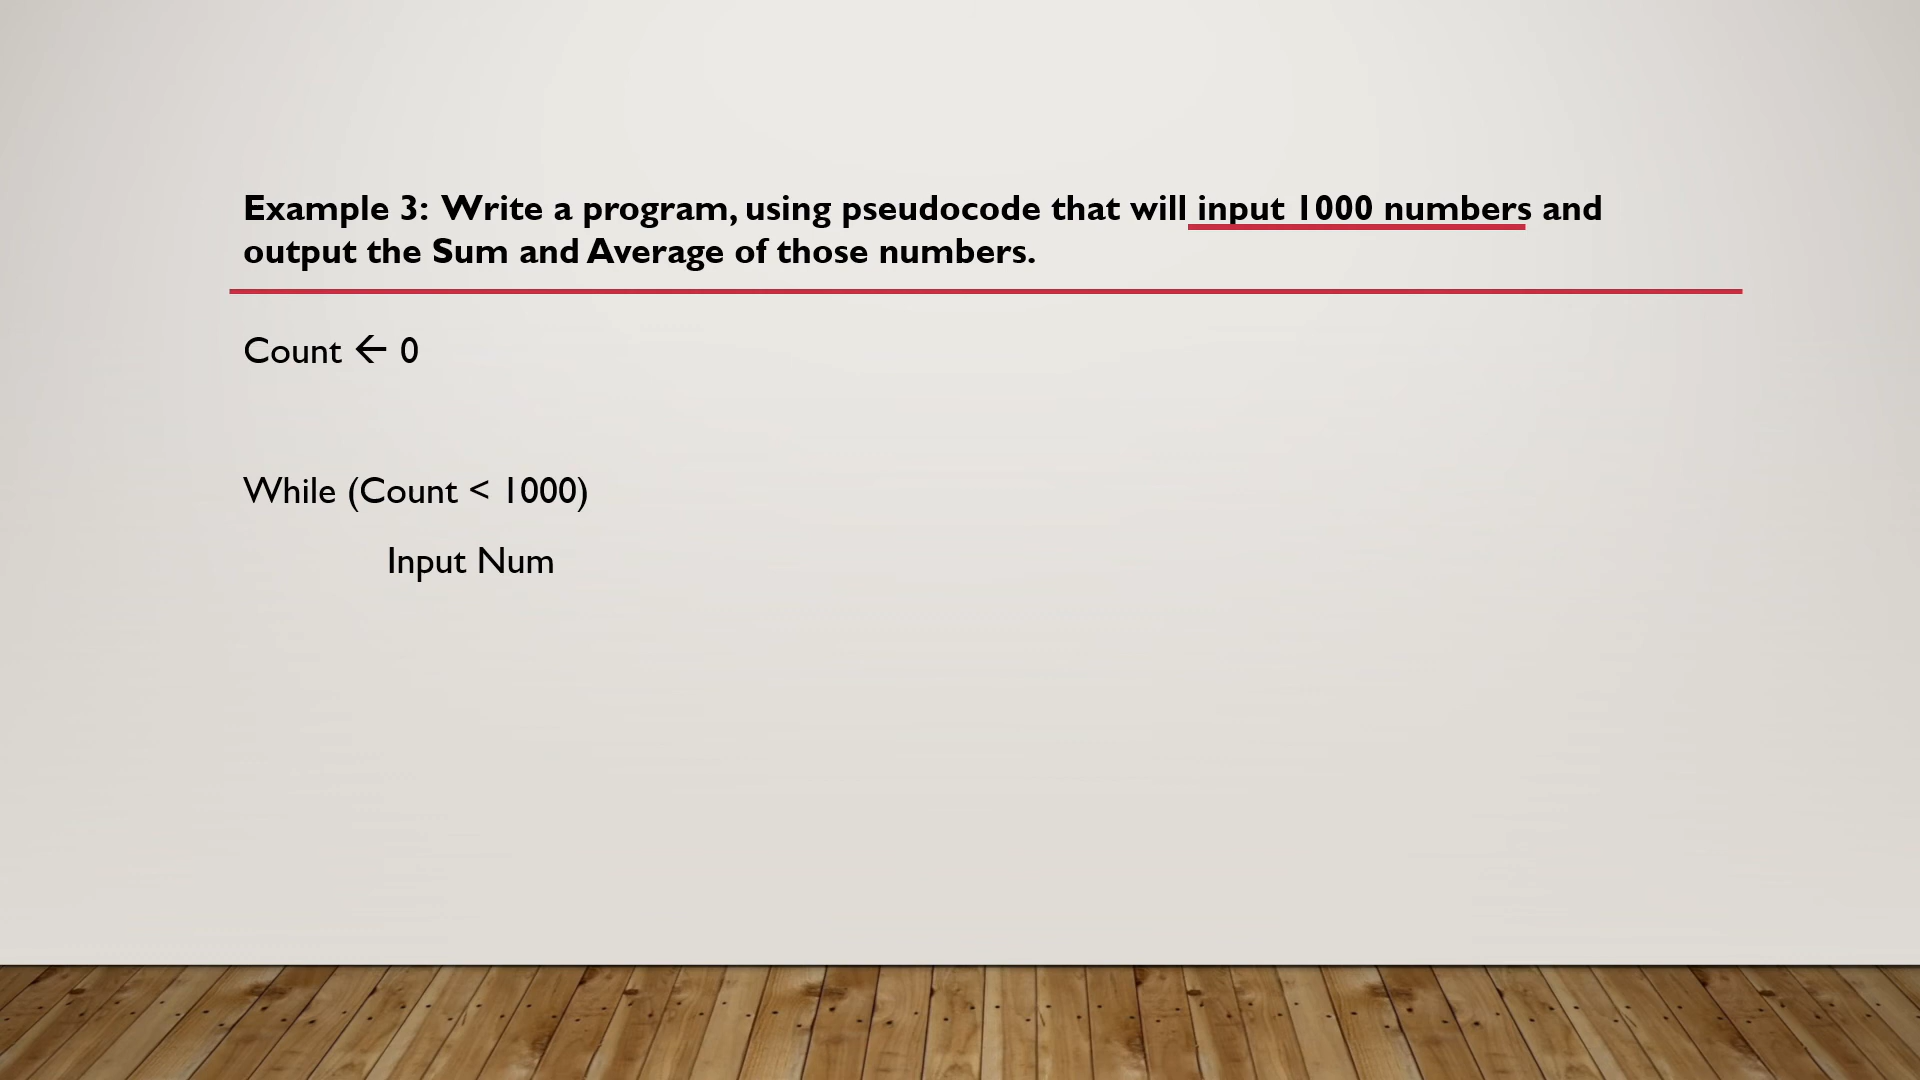 Example 3: Write a program, using pseudocode that will input 1000 numbers and
output the Sum and Average of those numbers.
Count ← 0
While (Count < 1000)
Input Num